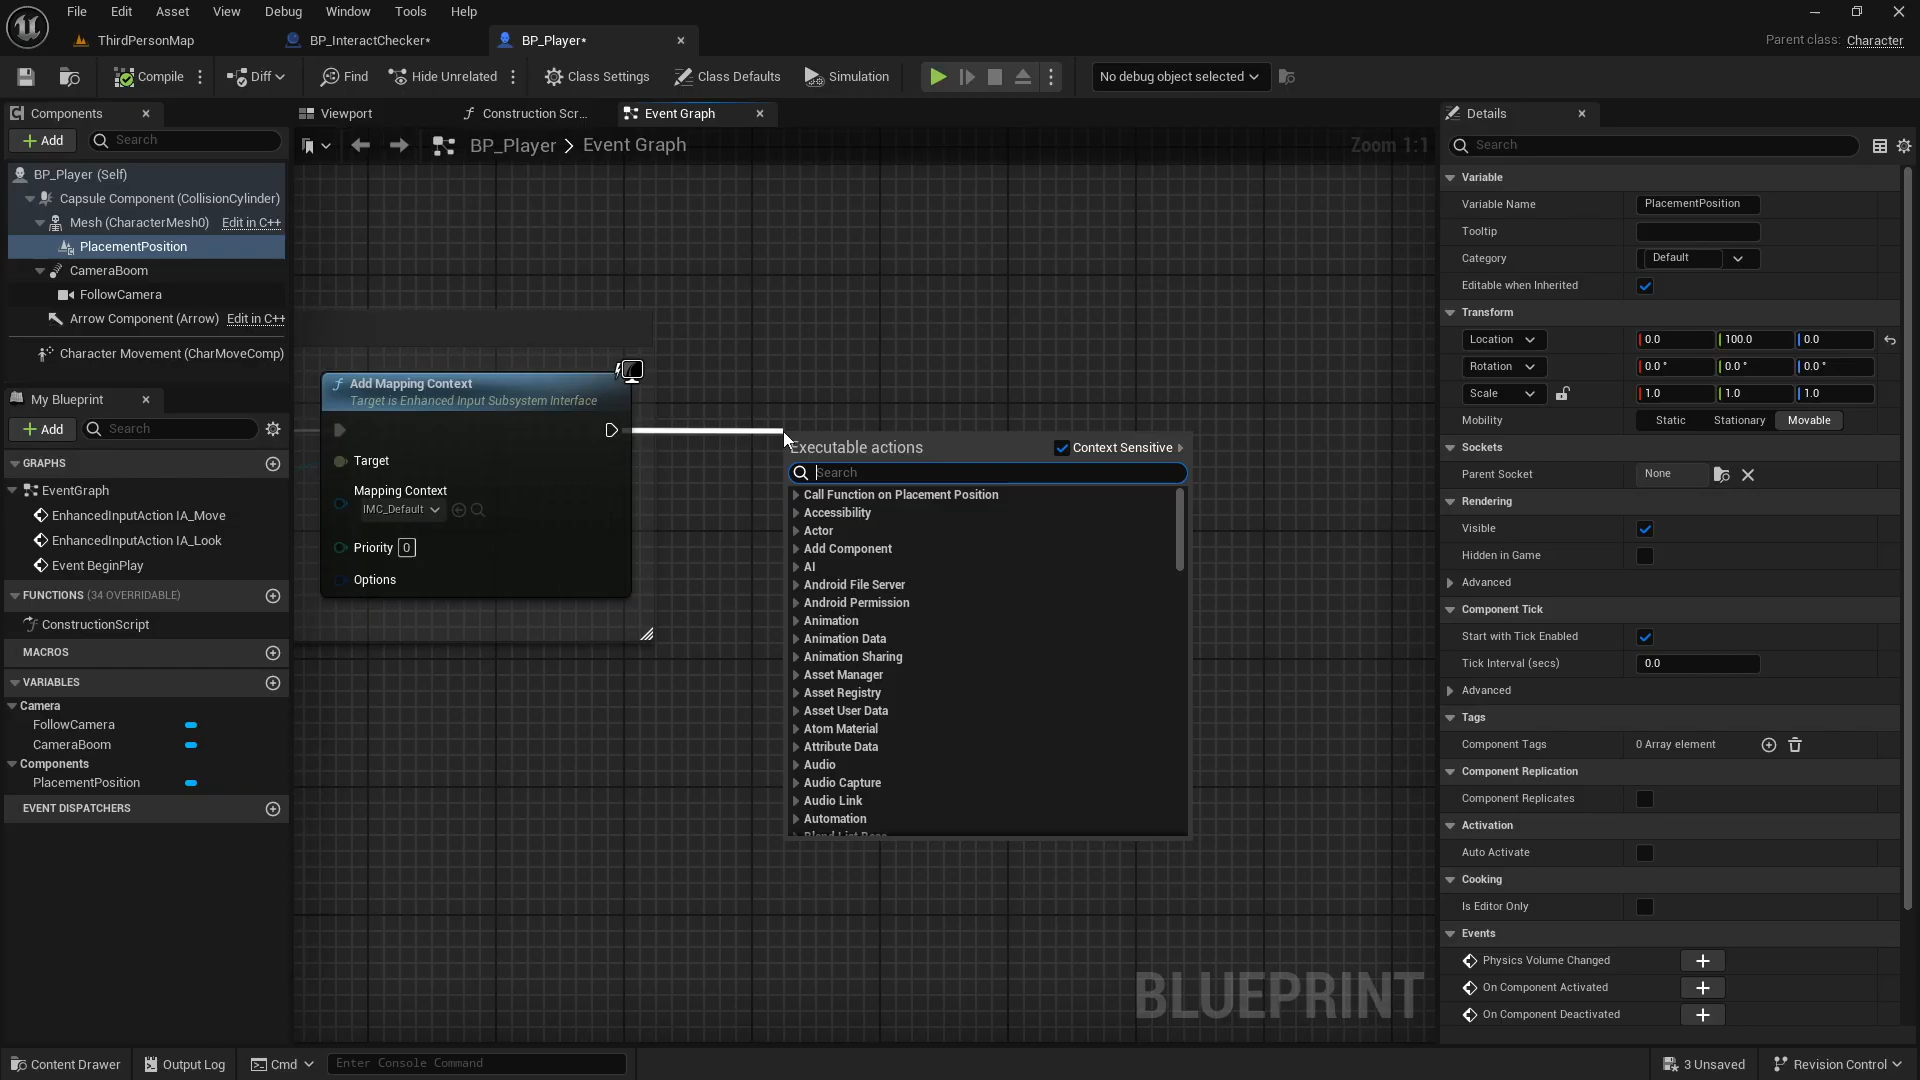 File Edit Asset View Debug Window Tools Help
ThirdPersonMap BP_InteractChecker* BP_Player*
Parent class: Character
Compile Diff Find Hide Unrelated Class Settings Class Defaults Simulation No debug object selected
Components
Add Search
BP_Player (Self)
Capsule Component (CollisionCylinder)
Mesh (CharacterMesh0) Edit in C++
PlacementPosition
CameraBoom
FollowCamera
Arrow Component (Arrow) Edit in C++
Character Movement (CharMoveComp)
My Blueprint
Add Search
GRAPHS
EventGraph
EnhancedInputAction IA_Move
EnhancedInputAction IA_Look
Event BeginPlay
FUNCTIONS (34 OVERRIDABLE)
ConstructionScript
MACROS
VARIABLES
Camera
FollowCamera
CameraBoom
Components
PlacementPosition
EVENT DISPATCHERS
Viewport Construction Scr... Event Graph
BP_Player > Event Graph
Zoom 1:1
Add Mapping Context
Target is Enhanced Input Subsystem Interface
Target
Mapping Context
IMC_Default
Priority 0
Options
Executable actions Context Sensitive
Search
Call Function on Placement Position
Accessibility
Actor
Add Component
AI
Android File Server
Android Permission
Animation
Animation Data
Animation Sharing
Asset Manager
Asset Registry
Asset User Data
Atom Material
Attribute Data
Audio
Audio Capture
Audio Link
Automation
BLUEPRINT
Details
Search
Variable
Variable Name PlacementPosition
Tooltip
Category Default
Editable when Inherited
Transform
Location 0.0 100.0 0.0
Rotation 0.0 ° 0.0 ° 0.0 °
Scale 1.0 1.0 1.0
Mobility Static Stationary Movable
Sockets
Parent Socket None
Rendering
Visible
Hidden in Game
Advanced
Component Tick
Start with Tick Enabled
Tick Interval (secs) 0.0
Advanced
Tags
Component Tags 0 Array element
Component Replication
Component Replicates
Activation
Auto Activate
Cooking
Is Editor Only
Events
Physics Volume Changed
On Component Activated
On Component Deactivated
Content Drawer Output Log Cmd Enter Console Command 3 Unsaved Revision Control